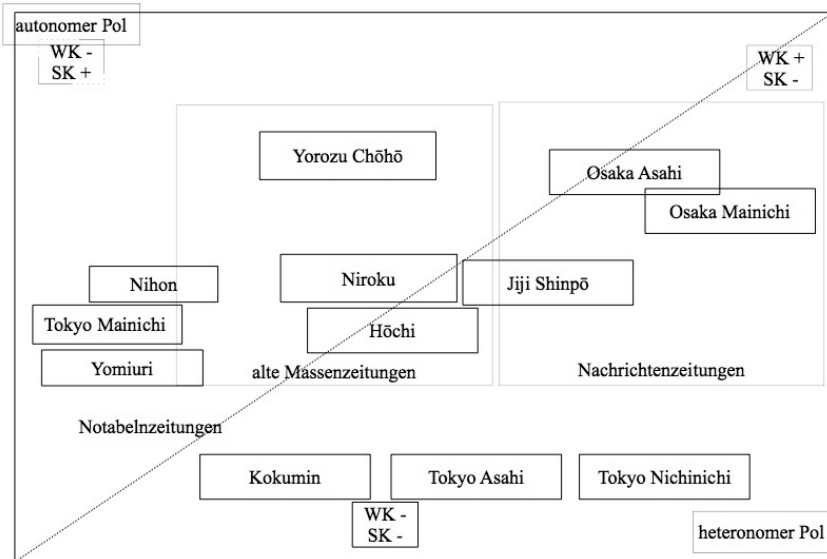 autonomer Pol
WK -
SK +
WK +
SK -
Yorozu Chōhō
Osaka Asahi
Osaka Mainichi
Nihon
Niroku
Jiji Shinpō
Tokyo Mainichi
Hōchi
Yomiuri
alte Massenzeitungen
Nachrichtenzeitungen
Notabelnzeitungen
Kokumin
Tokyo Asahi
Tokyo Nichinichi
WK -
SK -
heteronomer Pol